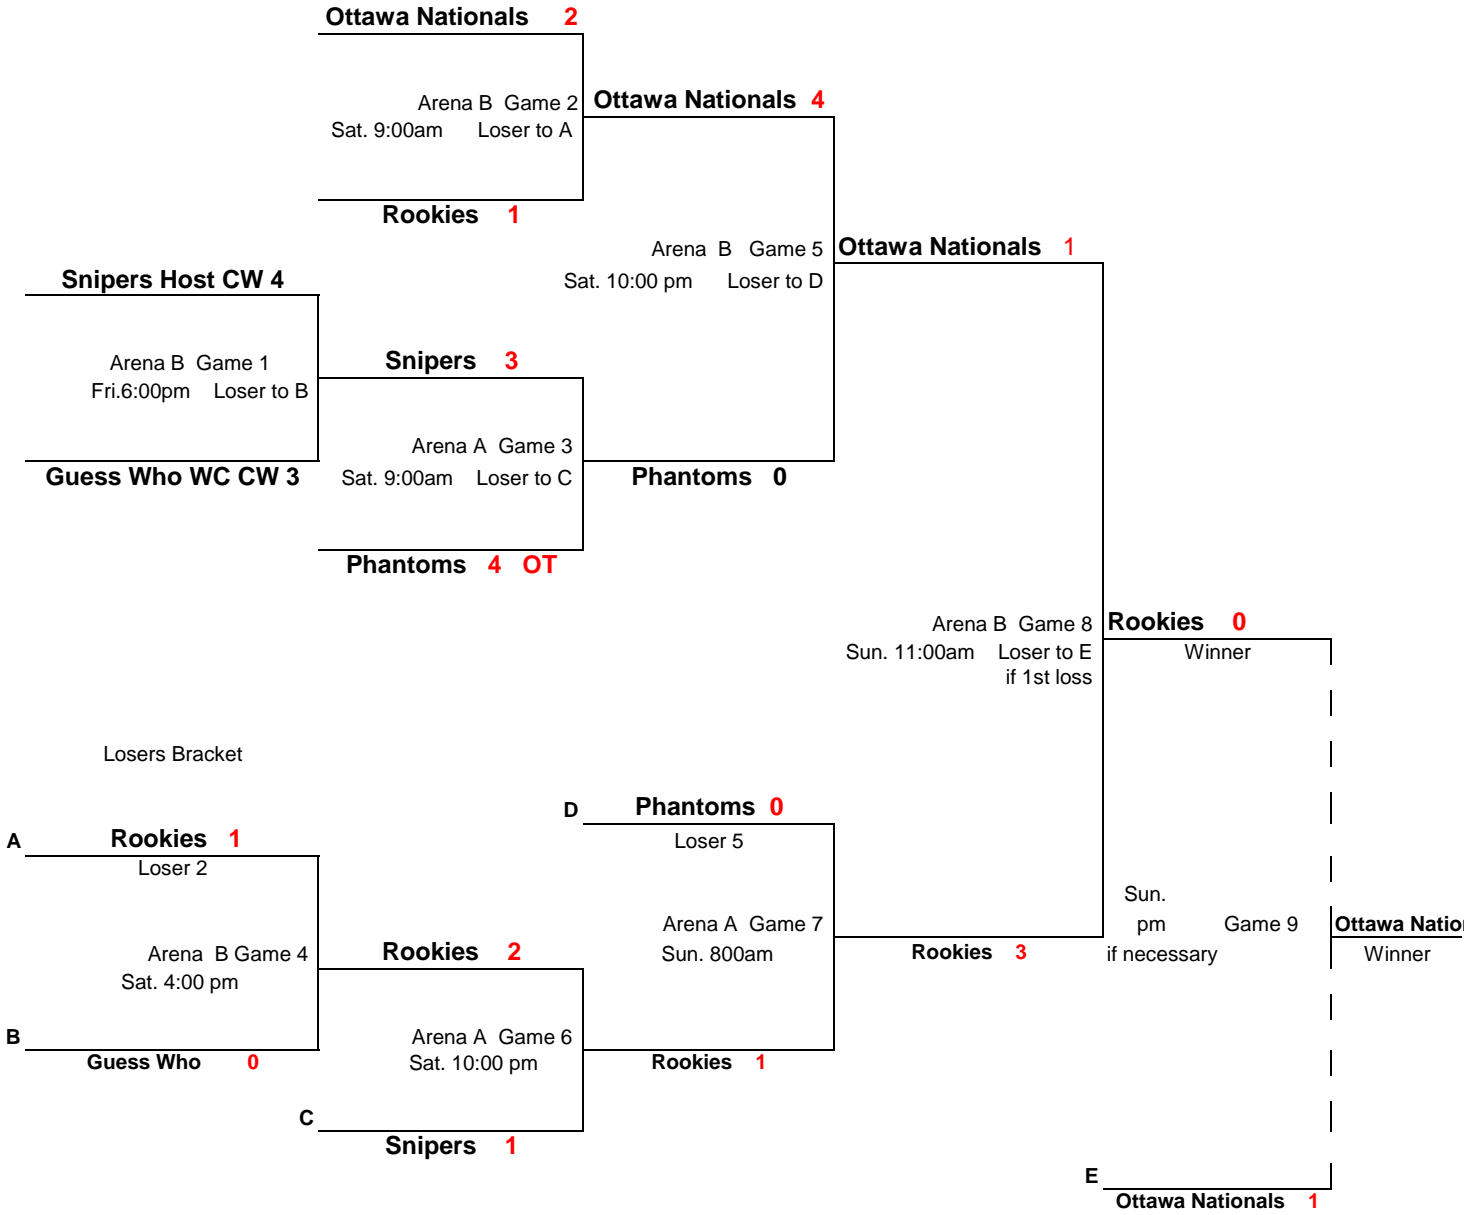 Ottawa Nationals 2
Arena B Game 2
Sat. 9:00am Loser to A
Ottawa Nationals 4
Rookies 1
Arena B Game 5
Sat. 10:00 pm Loser to D
Ottawa Nationals 1
Snipers Host CW 4
Arena B Game 1
Fri.6:00pm Loser to B
Snipers 3
Guess Who WC CW 3
Arena A Game 3
Sat. 9:00am Loser to C
Phantoms 0
Phantoms 4 OT
Arena B Game 8
Sun. 11:00am Loser to E
if 1st loss
Rookies 0
Winner
Losers Bracket
D
Phantoms 0
Loser 5
A
Rookies 1
Loser 2
Arena B Game 4
Sat. 4:00 pm
Rookies 2
Arena A Game 7
Sun. 800am
Rookies 3
Sun.
pm Game 9
if necessary
Ottawa Natio
Winner
B
Guess Who 0
Arena A Game 6
Sat. 10:00 pm
Rookies 1
C
Snipers 1
E
Ottawa Nationals 1